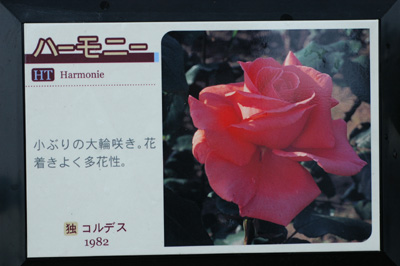 ハーモニー
HT Harmonie
小ぶりの大輪咲き。花
着きよく多花性。
独 コルデス
1982